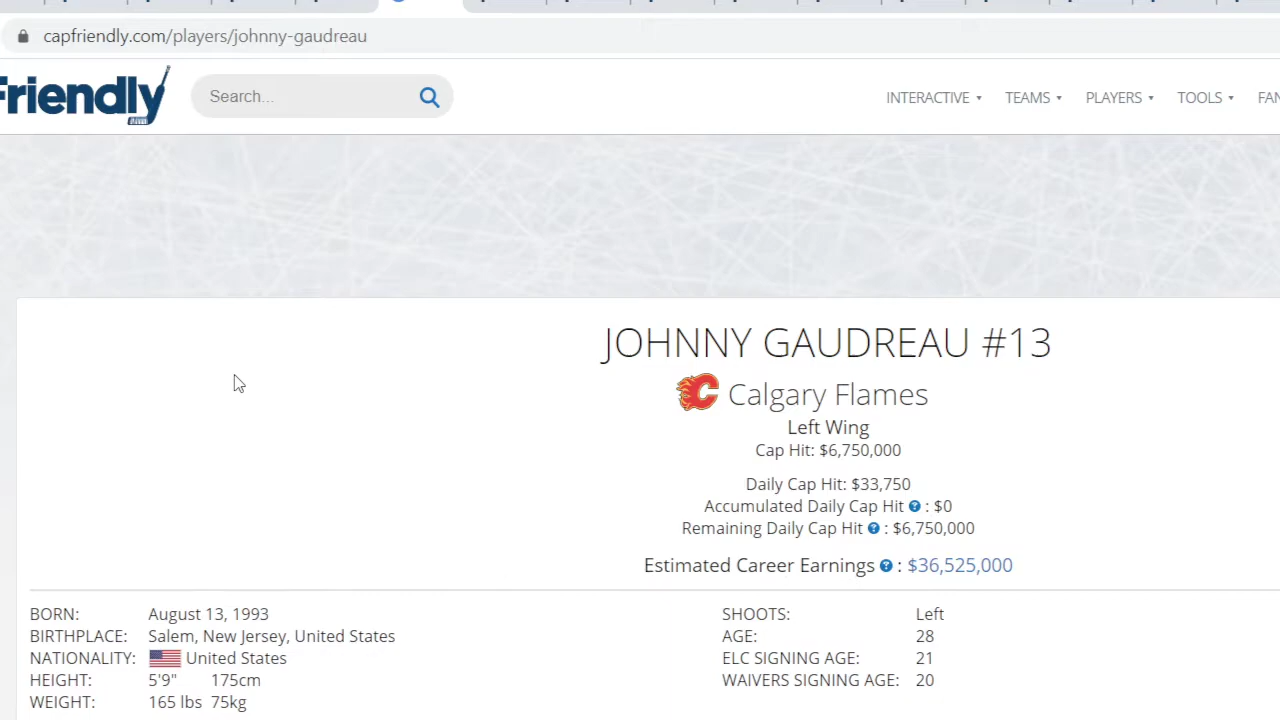 capfriendly.com/players/johnny-gaudreau
Friendly
Search...
INTERACTIVE TEAMS PLAYERS TOOLS FAN
JOHNNY GAUDREAU #13
Calgary Flames
Left Wing
Cap Hit: $6,750,000
Daily Cap Hit: $33,750
Accumulated Daily Cap Hit ? : $0
Remaining Daily Cap Hit ? : $6,750,000
Estimated Career Earnings ? : $36,525,000
BORN: August 13, 1993
BIRTHPLACE: Salem, New Jersey, United States
NATIONALITY: United States
HEIGHT: 5'9" 175cm
WEIGHT: 165 lbs 75kg
SHOOTS: Left
AGE: 28
ELC SIGNING AGE: 21
WAIVERS SIGNING AGE: 20